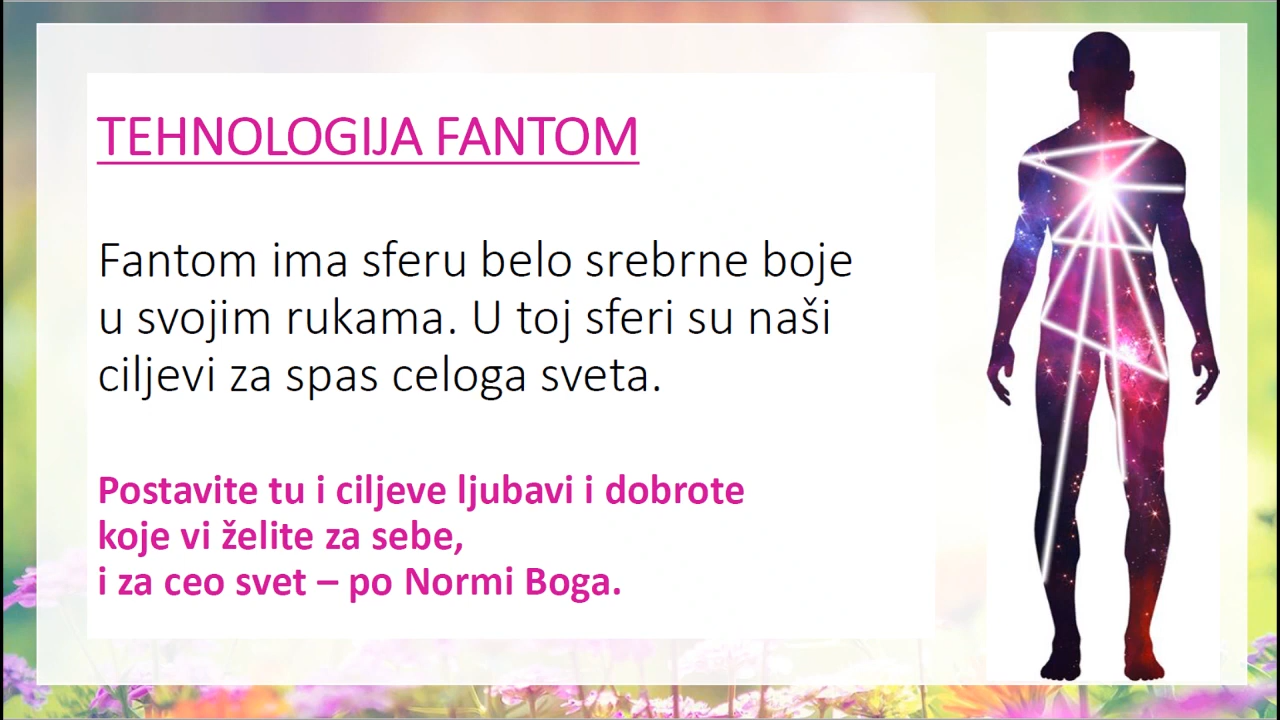 TEHNOLOGIJA FANTOM
Fantom ima sferu belo srebrne boje
u svojim rukama. U toj sferi su naši
ciljevi za spas celoga sveta.
Postavite tu i ciljeve ljubavi i dobrote
koje vi želite za sebe,
i za ceo svet – po Normi Boga.